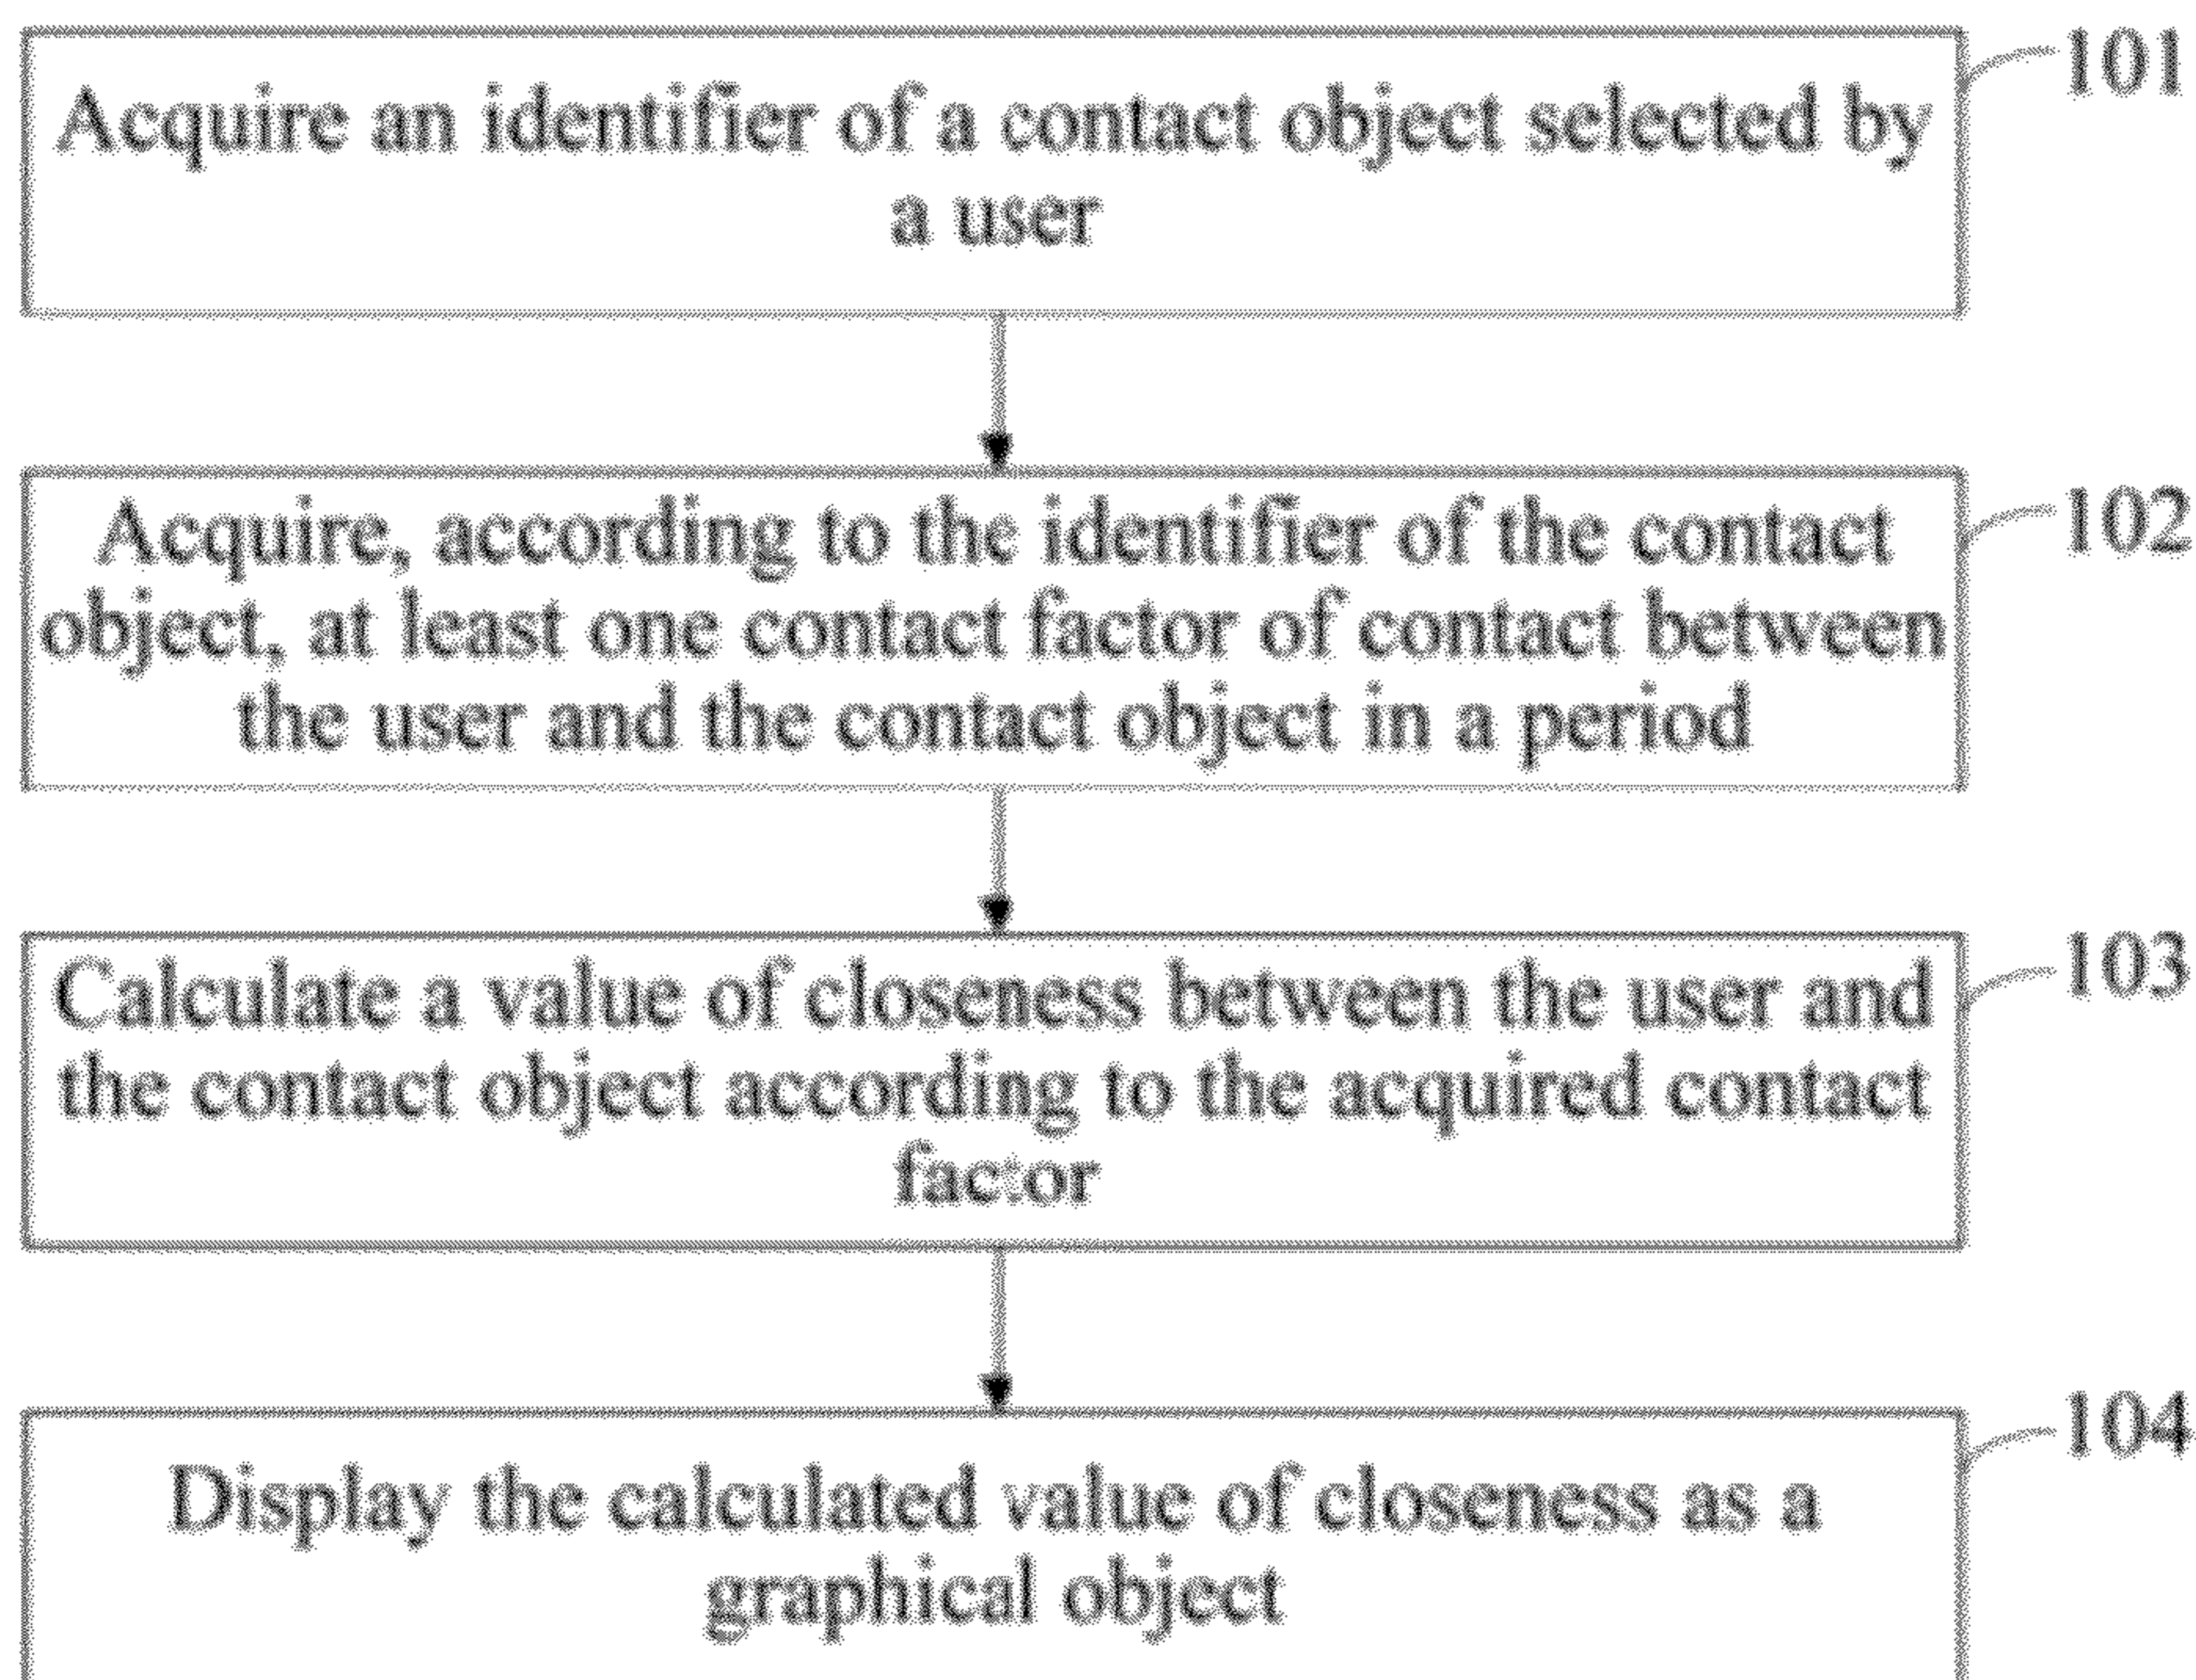 101
Acquire an identifier of a contact object selected by
a user
102
Acquire, according to the identifier of the contact
object, at least one contact factor of contact between
the user and the contact object in a period
103
Calculate a value of closeness between the user and
the contact object according to the acquired contact
factor
104
Display the calculated value of closeness as a
graphical object